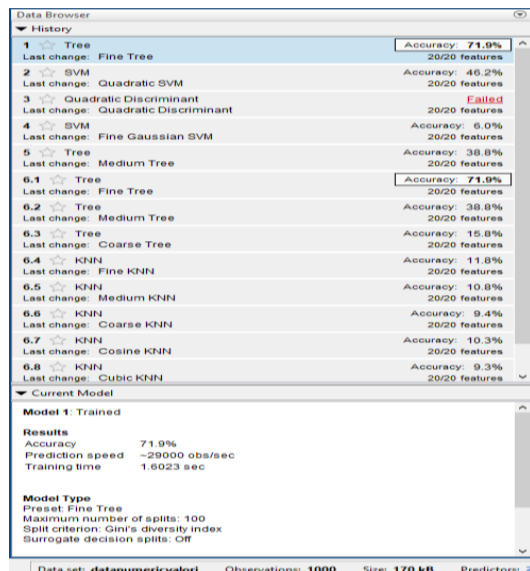 Data Browser
History
1 Tree Accuracy: 71.9%
Last change: Fine Tree 20/20 features
2 SVM Accuracy: 46.2%
Last change: Quadratic SVM 20/20 features
3 Quadratic Discriminant Failed
Last change: Quadratic Discriminant 20/20 features
4 SVM Accuracy: 6.0%
Last change: Fine Gaussian SVM 20/20 features
5 Tree Accuracy: 38.8%
Last change: Medium Tree 20/20 features
6.1 Tree Accuracy: 71.9%
Last change: Fine Tree 20/20 features
6.2 Tree Accuracy: 38.8%
Last change: Medium Tree 20/20 features
6.3 Tree Accuracy: 15.8%
Last change: Coarse Tree 20/20 features
6.4 KNN Accuracy: 11.8%
Last change: Fine KNN 20/20 features
6.5 KNN Accuracy: 10.8%
Last change: Medium KNN 20/20 features
6.6 KNN Accuracy: 9.4%
Last change: Coarse KNN 20/20 features
6.7 KNN Accuracy: 10.3%
Last change: Cosine KNN 20/20 features
6.8 KNN Accuracy: 9.3%
Last change: Cubic KNN 20/20 features
Current Model
Model 1: Trained
Results
Accuracy 71.9%
Prediction speed ~29000 obs/sec
Training time 1.6023 sec
Model Type
Preset: Fine Tree
Maximum number of splits: 100
Split criterion: Gini's diversity index
Surrogate decision splits: Off
Data set: datanumericvalori Observations: 1000 Size: 170 kB Predictors: